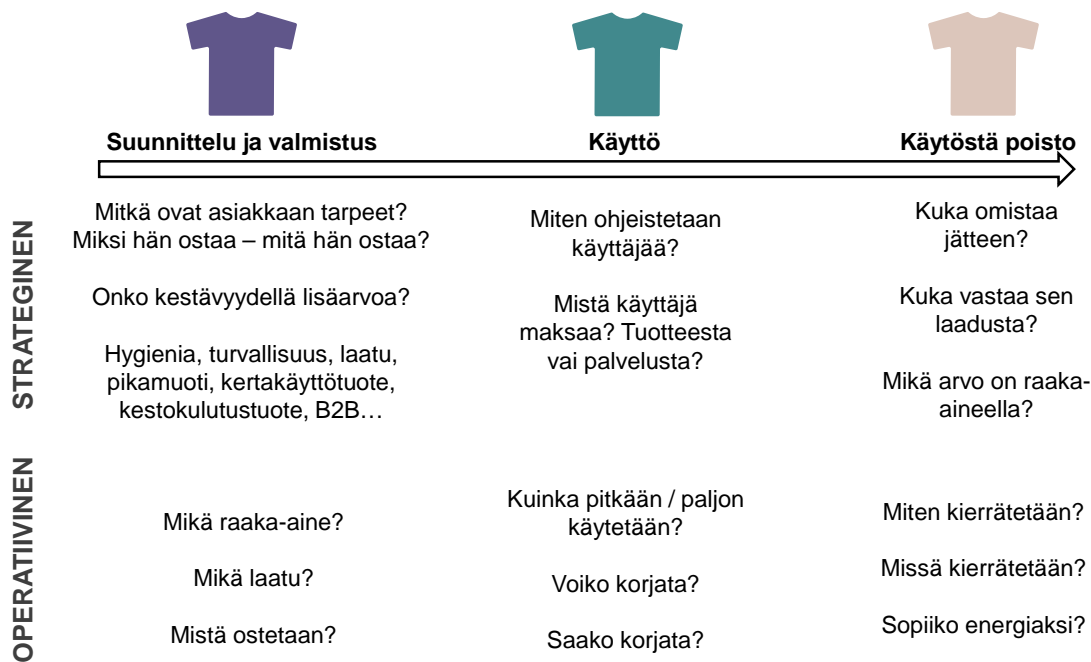 Suunnittelu ja valmistus
Käyttö
Käytöstä poisto
STRATEGINEN
Mitkä ovat asiakkaan tarpeet?
Miksi hän ostaa – mitä hän ostaa?
Onko kestävyydellä lisäarvoa?
Hygienia, turvallisuus, laatu,
pikamuoti, kertakäyttötuote,
kestokulutustuote, B2B…
Miten ohjeistetaan
käyttäjää?
Mistä käyttäjä
maksaa? Tuotteesta
vai palvelusta?
Kuka omistaa
jätteen?
Kuka vastaa sen
laadusta?
Mikä arvo on raaka-
aineella?
OPERATIIVINEN
Mikä raaka-aine?
Mikä laatu?
Mistä ostetaan?
Kuinka pitkään / paljon
käytetään?
Voiko korjata?
Saako korjata?
Miten kierrätetään?
Missä kierrätetään?
Sopiiko energiaksi?